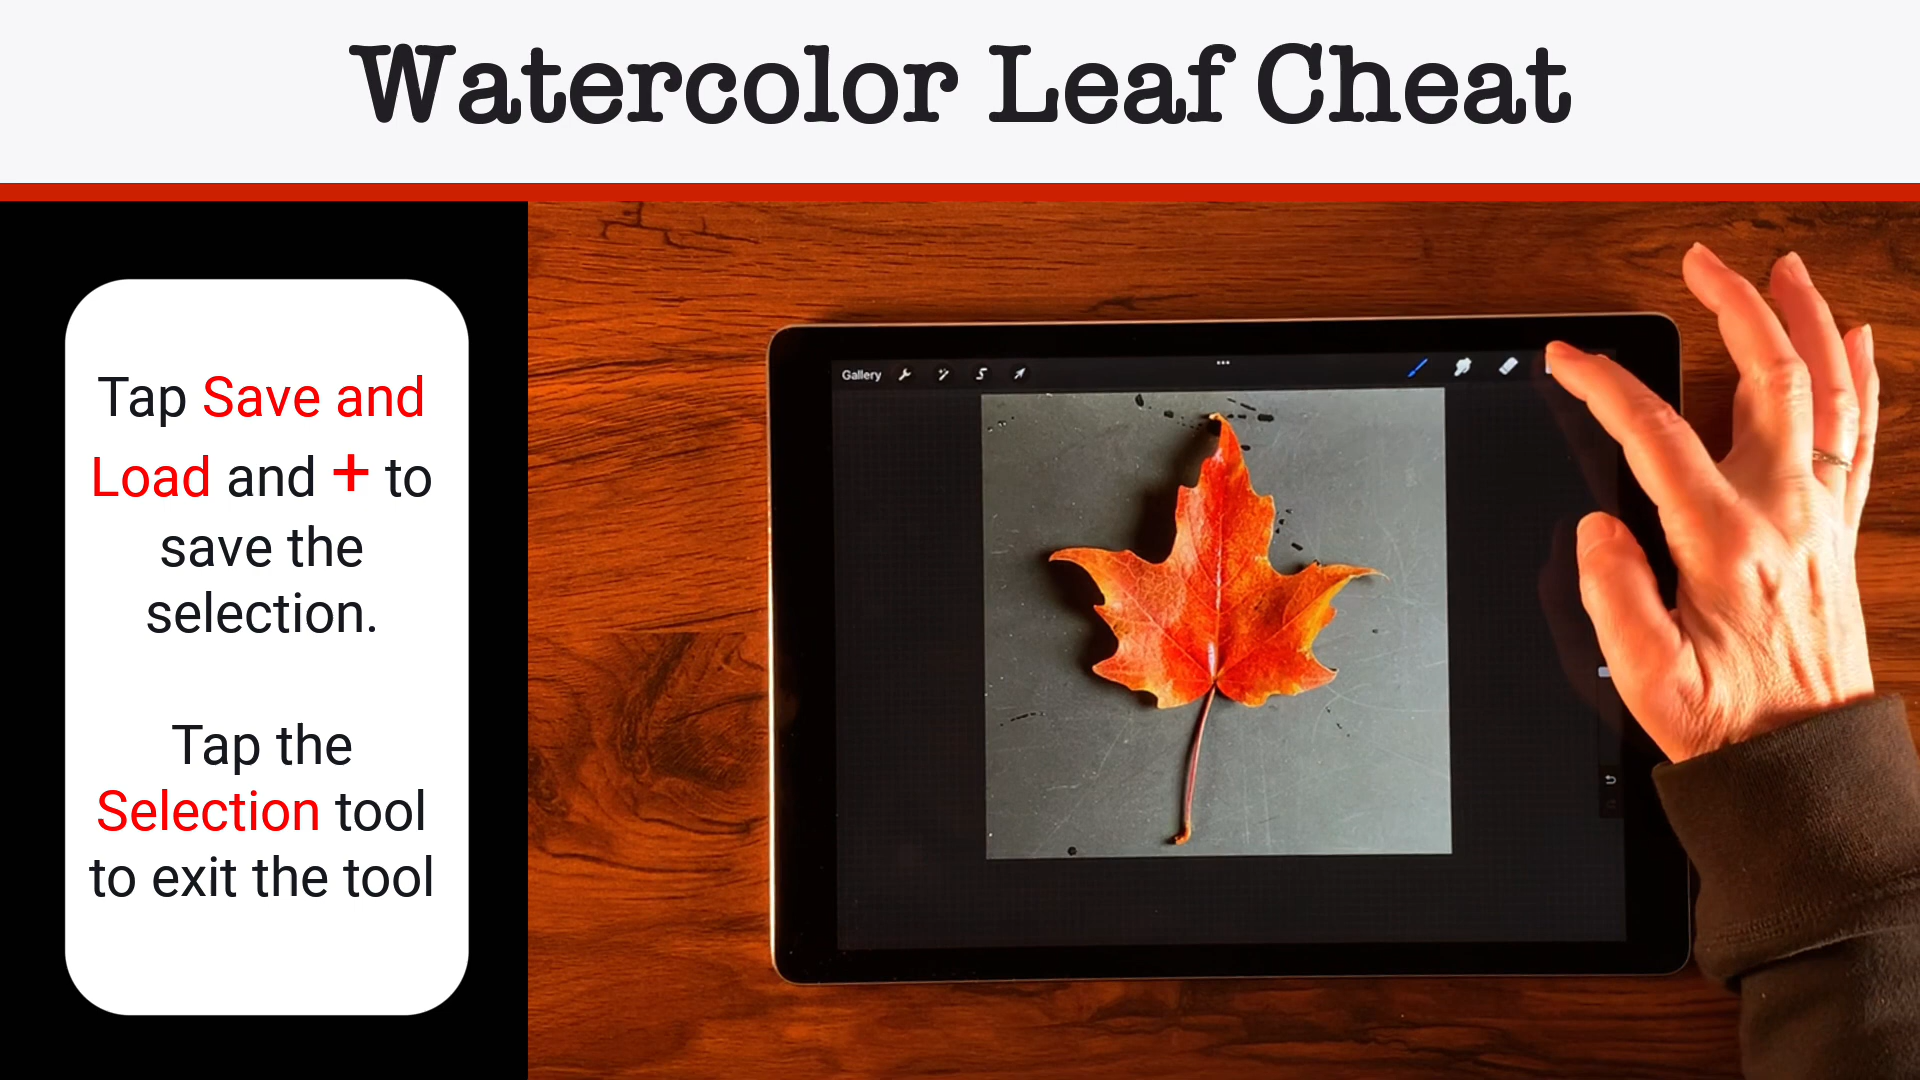 Watercolor Leaf Cheat
Tap Save and
Load and + to
save the
selection.
Tap the
Selection tool
to exit the tool
Gallery